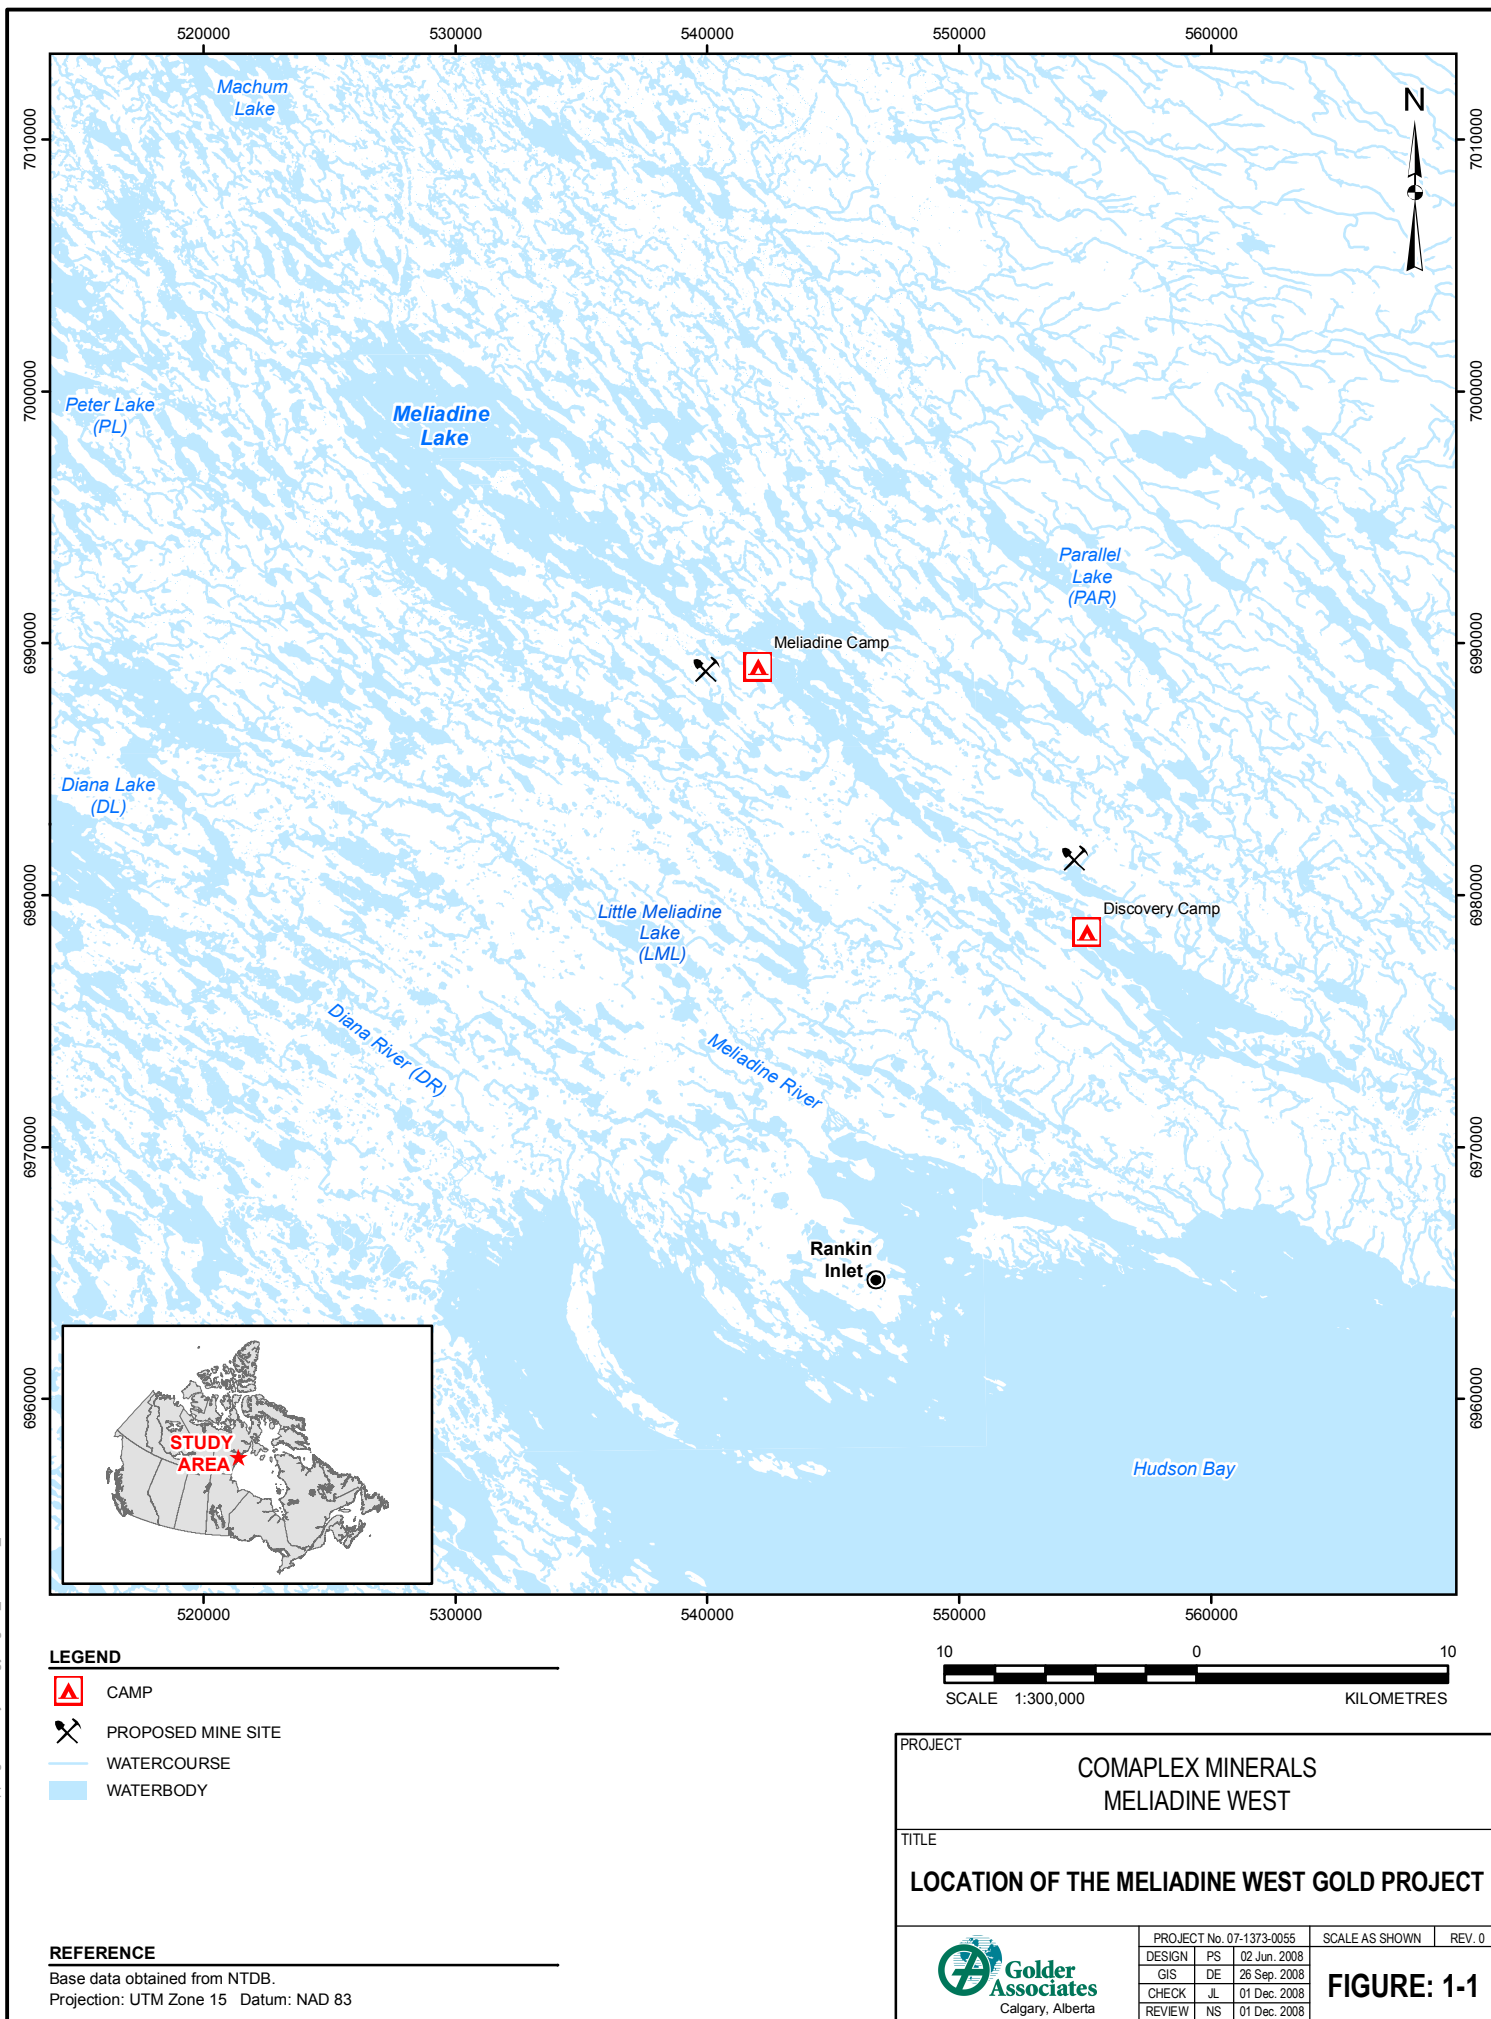 520000 530000 540000 550000 560000
7010000 7010000
7000000 7000000
6990000 6990000
6980000 6980000
6970000 6970000
6960000 6960000
Machum
Lake
N
Peter Lake
(PL)
Meliadine
Lake
Parallel
Lake
(PAR)
Meliadine Camp
Diana Lake
(DL)
Little Meliadine
Lake
(LML)
Discovery Camp
Diana River (DR)
Meliadine River
Rankin
Inlet
STUDY
AREA
Hudson Bay
520000 530000 540000 550000 560000
LEGEND
CAMP
PROPOSED MINE SITE
WATERCOURSE
WATERBODY
10 0 10
SCALE 1:300,000 KILOMETRES
REFERENCE
Base data obtained from NTDB.
Projection: UTM Zone 15 Datum: NAD 83
PROJECT
COMAPLEX MINERALS
MELIADINE WEST
TITLE
LOCATION OF THE MELIADINE WEST GOLD PROJECT
Golder
Associates
Calgary, Alberta
PROJECT No. 07-1373-0055 SCALE AS SHOWN REV. 0
DESIGN PS 02 Jun. 2008
GIS DE 26 Sep. 2008
CHECK JL 01 Dec. 2008
REVIEW NS 01 Dec. 2008
FIGURE: 1-1